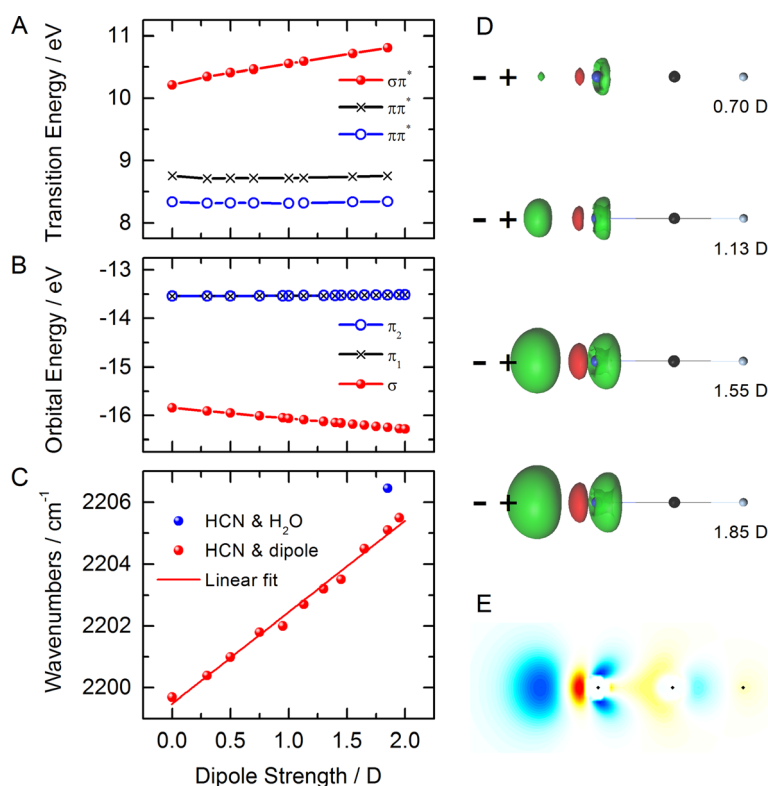 A
Transition Energy / eV
11
10
9
8
σπ*
ππ*
ππ*
B
Orbital Energy / eV
-13
-14
-15
-16
π₂
π₁
σ
C
Wavenumbers / cm⁻¹
2206
2204
2202
2200
HCN & H₂O
HCN & dipole
Linear fit
0.0 0.5 1.0 1.5 2.0
Dipole Strength / D
D
- +
0.70 D
- +
1.13 D
- +
1.55 D
- +
1.85 D
E